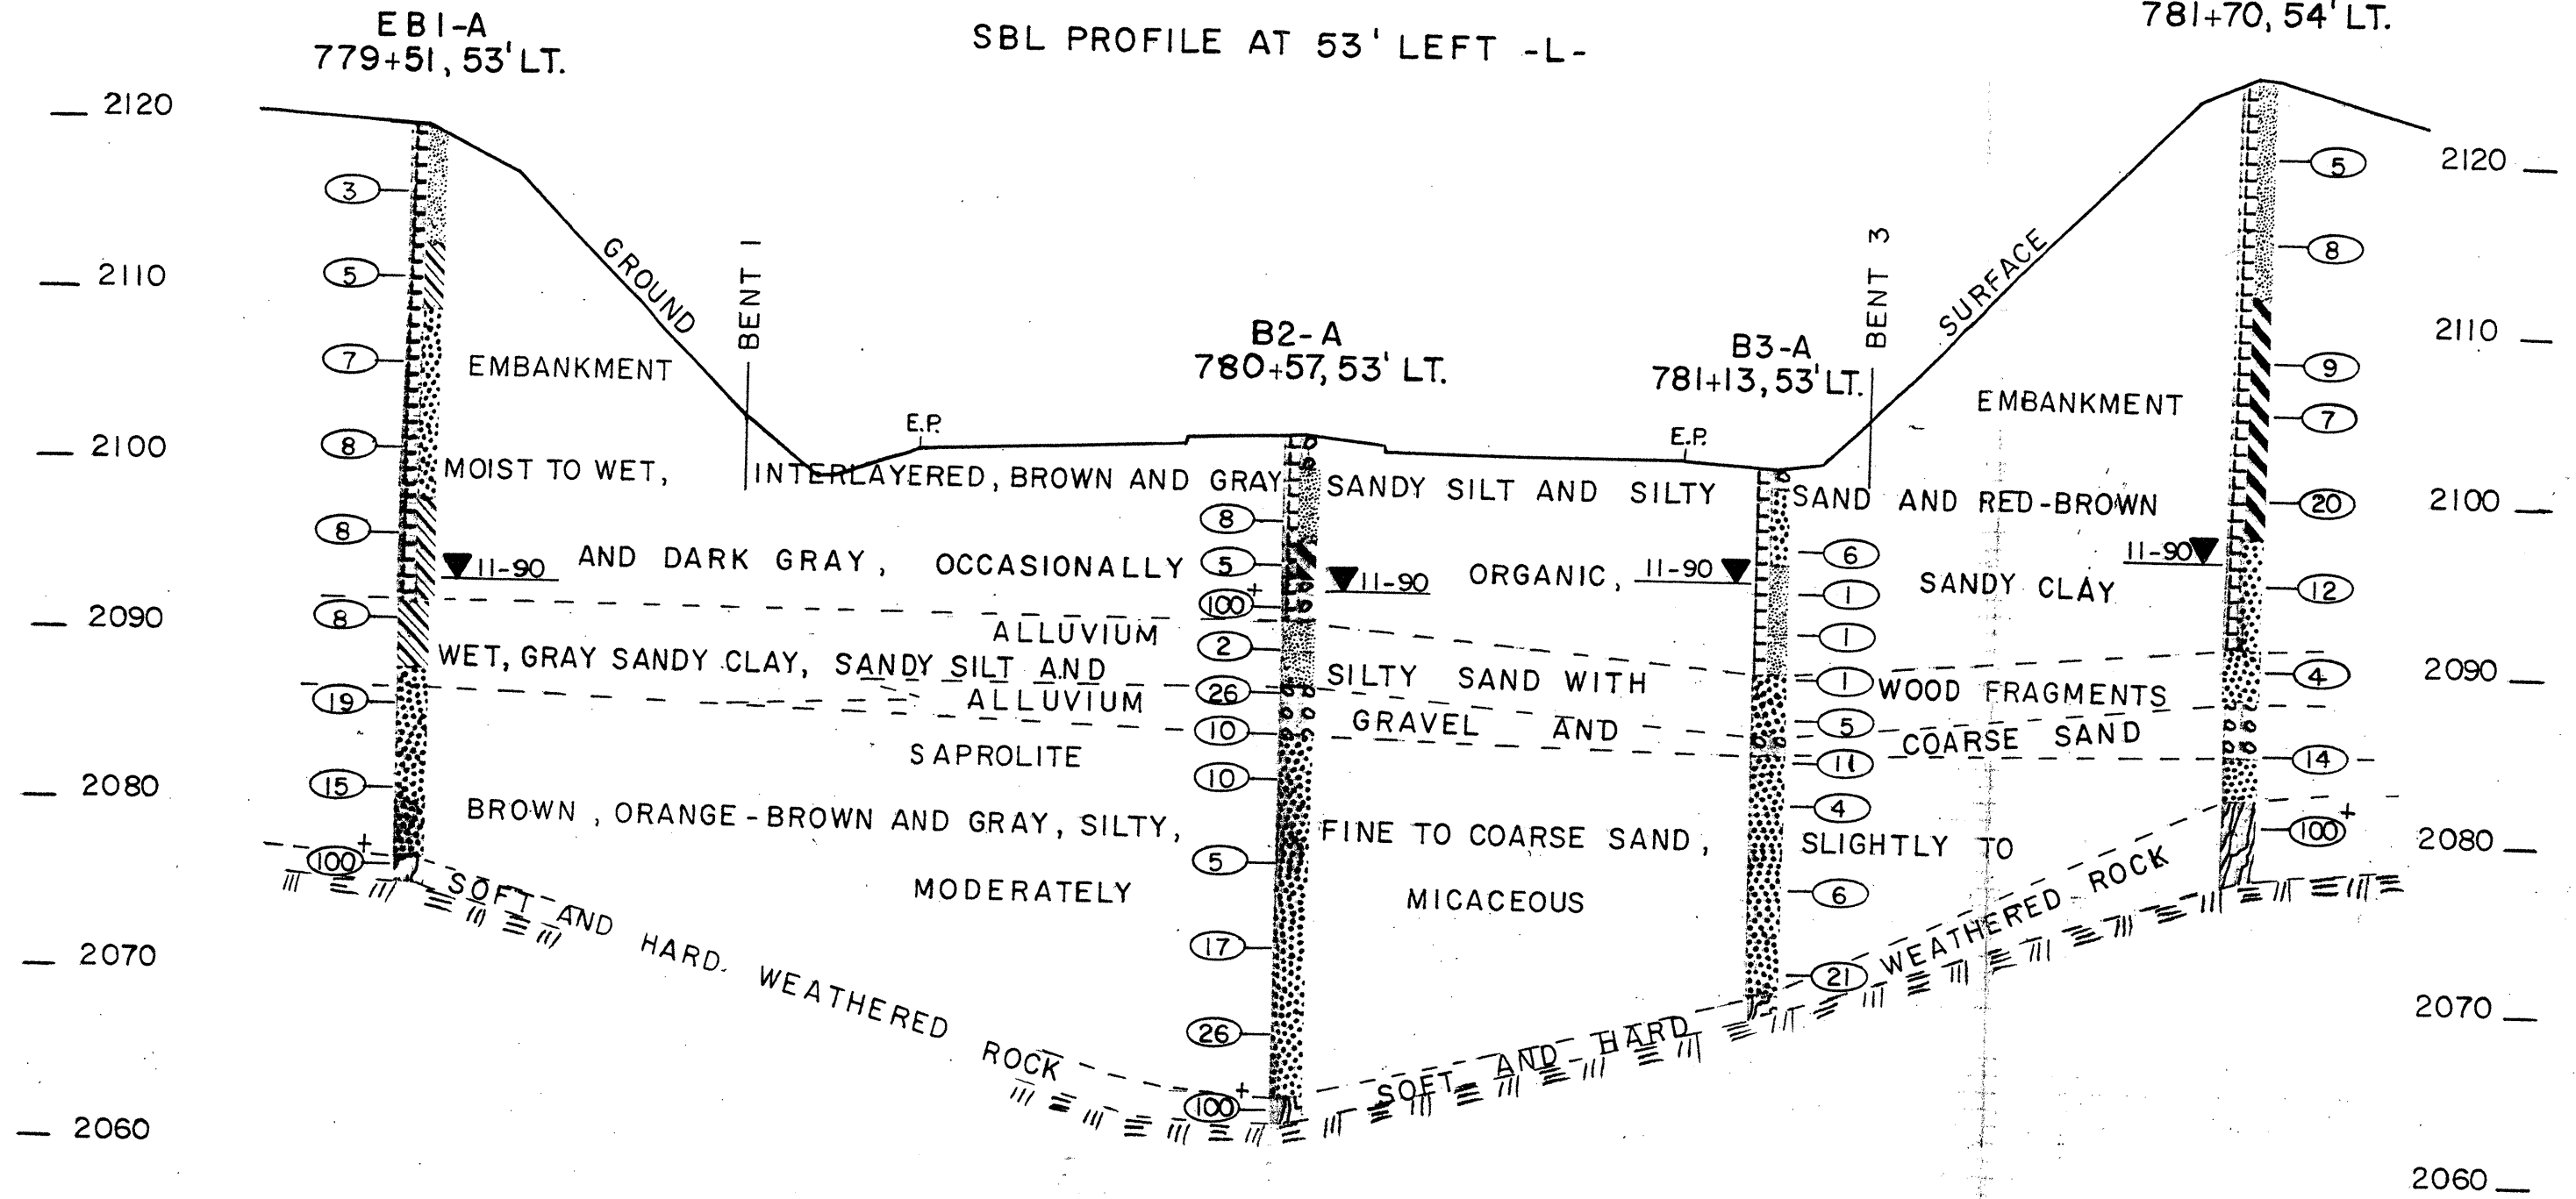 EB1-A
779+51, 53' LT.
SBL PROFILE AT 53' LEFT -L-
781+70, 54' LT.
2120
2110
2100
2090
2080
2070
2060
3
5
7
8
8
8
19
15
100+
GROUND
BENT 1
B2-A
780+57, 53' LT.
B3-A
781+13, 53' LT.
BENT 3
SURFACE
EMBANKMENT
EMBANKMENT
E.P.
E.P.
MOIST TO WET, INTERLAYERED, BROWN AND GRAY SANDY SILT AND SILTY SAND AND RED-BROWN
11-90 AND DARK GRAY, OCCASIONALLY 11-90 ORGANIC, 11-90 SANDY CLAY 11-90
ALLUVIUM
WET, GRAY SANDY CLAY, SANDY SILT AND SILTY SAND WITH WOOD FRAGMENTS
ALLUVIUM GRAVEL AND COARSE SAND
SAPROLITE
BROWN, ORANGE-BROWN AND GRAY, SILTY, FINE TO COARSE SAND, SLIGHTLY TO
MODERATELY MICACEOUS
SOFT AND HARD WEATHERED ROCK
SOFT AND HARD WEATHERED ROCK
8
5
100+
2
26
10
10
5
17
26
100+
6
1
1
1
5
11
4
6
21
5
8
9
7
20
12
4
14
100+
2120
2110
2100
2090
2080
2070
2060